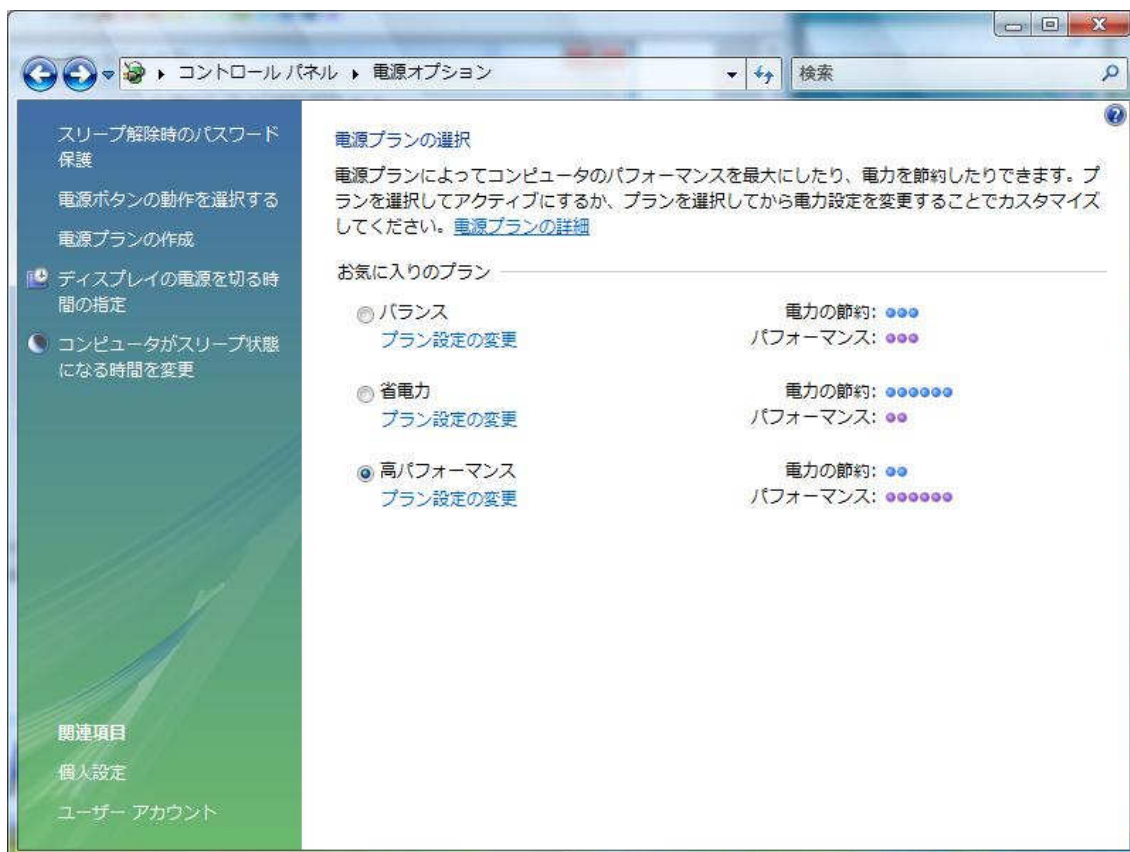 コントロール パネル ▸ 電源オプション
検索
スリープ解除時のパスワード
保護
電源ボタンの動作を選択する
電源プランの作成
ディスプレイの電源を切る時
間の指定
コンピュータがスリープ状態
になる時間を変更
関連項目
個人設定
ユーザー アカウント
電源プランの選択
電源プランによってコンピュータのパフォーマンスを最大にしたり、電力を節約したりできます。プ
ランを選択してアクティブにするか、プランを選択してから電力設定を変更することでカスタマイズ
してください。電源プランの詳細
お気に入りのプラン
バランス 電力の節約:
プラン設定の変更 パフォーマンス:
省電力 電力の節約:
プラン設定の変更 パフォーマンス:
高パフォーマンス 電力の節約:
プラン設定の変更 パフォーマンス: